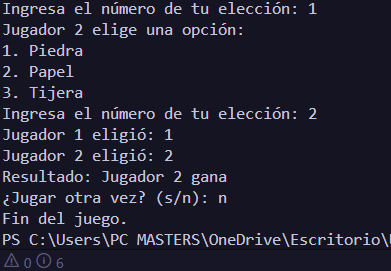 Ingresa el número de tu elección: 1
Jugador 2 elige una opción:
1. Piedra
2. Papel
3. Tijera
Ingresa el número de tu elección: 2
Jugador 1 eligió: 1
Jugador 2 eligió: 2
Resultado: Jugador 2 gana
¿Jugar otra vez? (s/n): n
Fin del juego.
PS C:\Users\PC MASTERS\OneDrive\Escritorio\
0 6